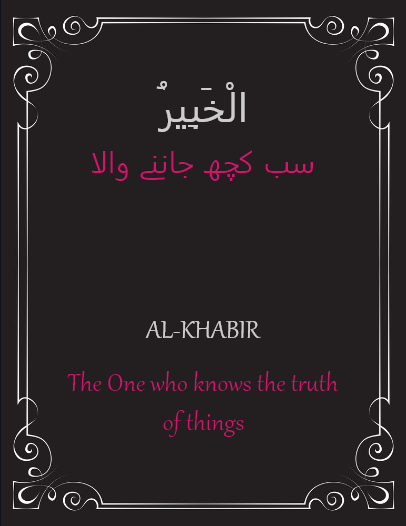 الْخَبِيرُ
سب کچھ جاننے والا
AL-KHABIR
The One who knows the truth
of things